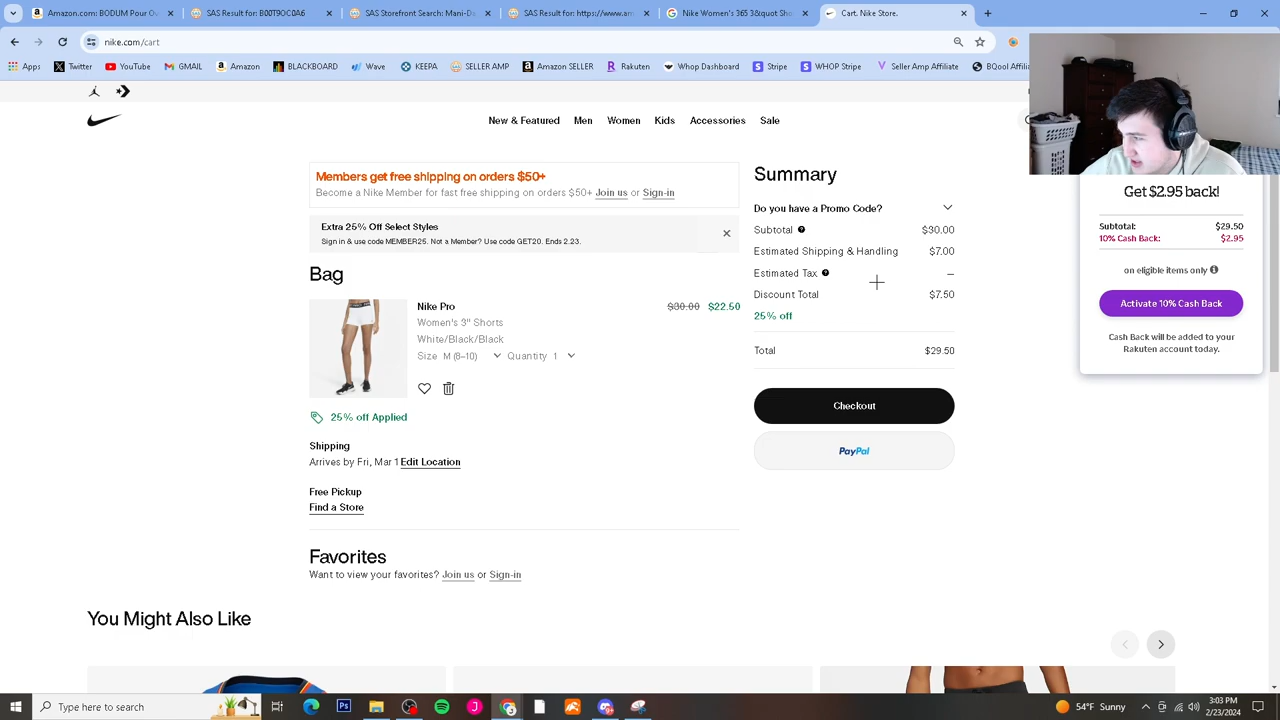 Amazon.com: BODUM Pour Ov
SAS Result for: B00T9OC0A6
SAS Storefront Search: Man-D
SAS Result for: https://www.am
Nike Women's 365 3&quot Sho
Cart. Nike Store.
nike.com/cart
Apps
Twitter
YouTube
GMAIL
Amazon
BLACKBOARD
Wave
KEEPA
SELLER AMP
Amazon SELLER
Rakuten
Whop Dashboard
Stripe
WHOP Stripe
Seller Amp Affiliate
BQool Affilia
New & Featured
Men
Women
Kids
Accessories
Sale
Members get free shipping on orders $50+
Become a Nike Member for fast free shipping on orders $50+ Join us or Sign-in
Extra 25% Off Select Styles
Sign in & use code MEMBER25. Not a Member? Use code GET20. Ends 2.23.
Bag
Nike Pro
$30.00 $22.50
Women's 3" Shorts
White/Black/Black
Size M (8-10) Quantity 1
25% off Applied
Shipping
Arrives by Fri, Mar 1 Edit Location
Free Pickup
Find a Store
Favorites
Want to view your favorites? Join us or Sign-in
Summary
Do you have a Promo Code?
Subtotal $30.00
Estimated Shipping & Handling $7.00
Estimated Tax —
Discount Total $7.50
25% off
Total $29.50
Checkout
PayPal
Get $2.95 back!
Subtotal: $29.50
10% Cash Back: $2.95
on eligible items only
Activate 10% Cash Back
Cash Back will be added to your
Rakuten account today.
You Might Also Like
Type here to search
54°F Sunny
3:03 PM
2/23/2024